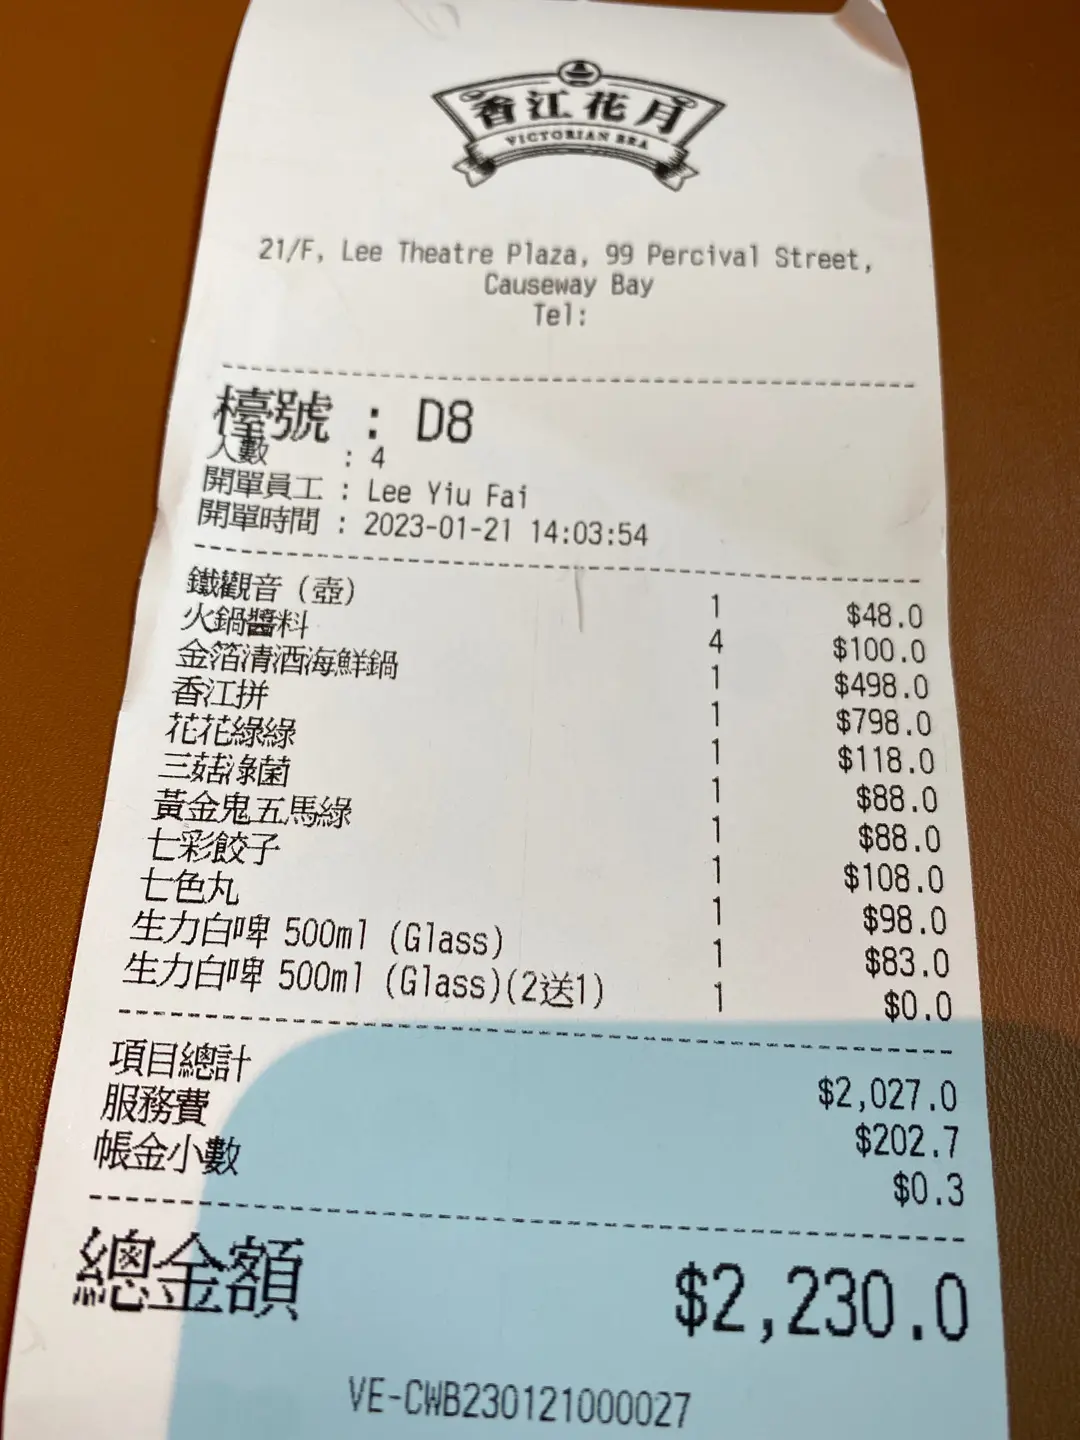 香江花月
VICTORIAN ERA
21/F, Lee Theatre Plaza, 99 Percival Street,
Causeway Bay
Tel:
檯號 : D8
人數 : 4
開單員工 : Lee Yiu Fai
開單時間 : 2023-01-21 14:03:54
鐵觀音 (壺) 1 $48.0
火鍋醬料 4 $100.0
金箔清酒海鮮鍋 1 $498.0
香江拼 1 $798.0
花花綠綠 1 $118.0
三菇淥菌 1 $88.0
黃金鬼五馬綠 1 $88.0
七彩餃子 1 $108.0
七色丸 1 $98.0
生力白啤 500ml (Glass) 1 $83.0
生力白啤 500ml (Glass)(2送1) 1 $0.0
項目總計 $2,027.0
服務費 $202.7
帳金小數 $0.3
總金額 $2,230.0
VE-CWB230121000027